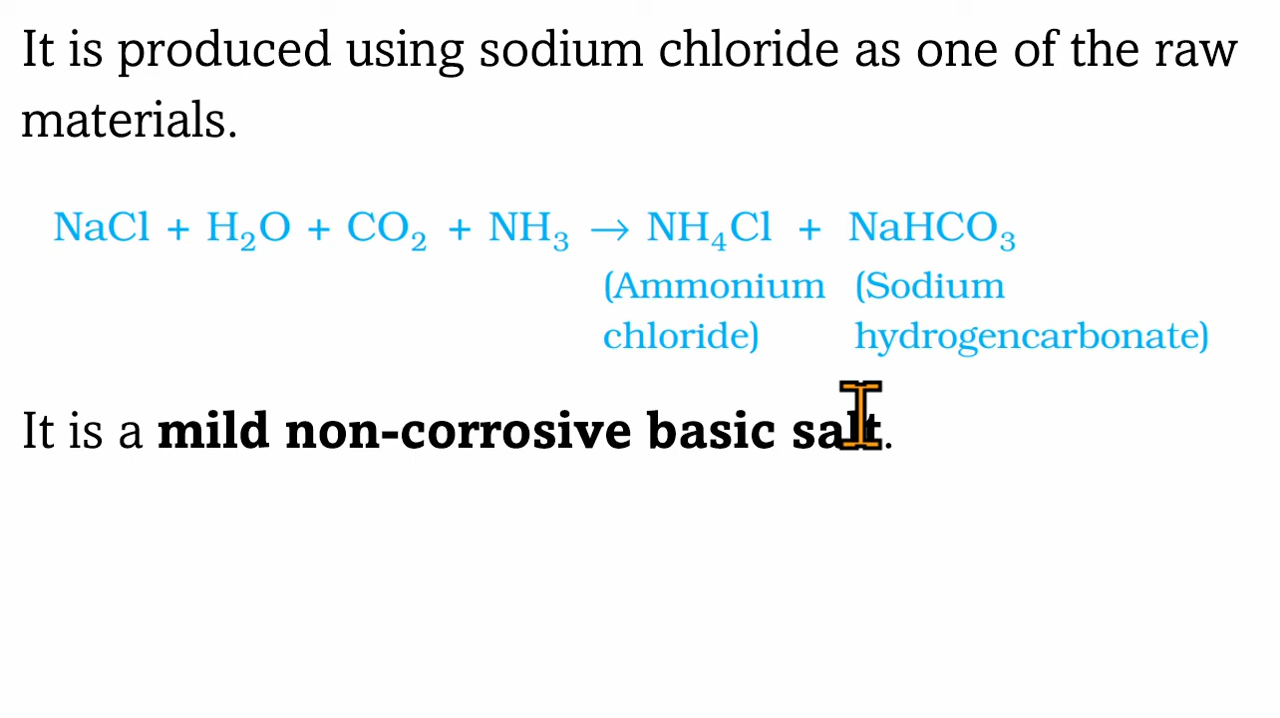 It is produced using sodium chloride as one of the raw
materials.
NaCl + H₂O + CO₂ + NH₃ → NH₄Cl + NaHCO₃
(Ammonium (Sodium
chloride) hydrogencarbonate)
It is a mild non-corrosive basic salt.